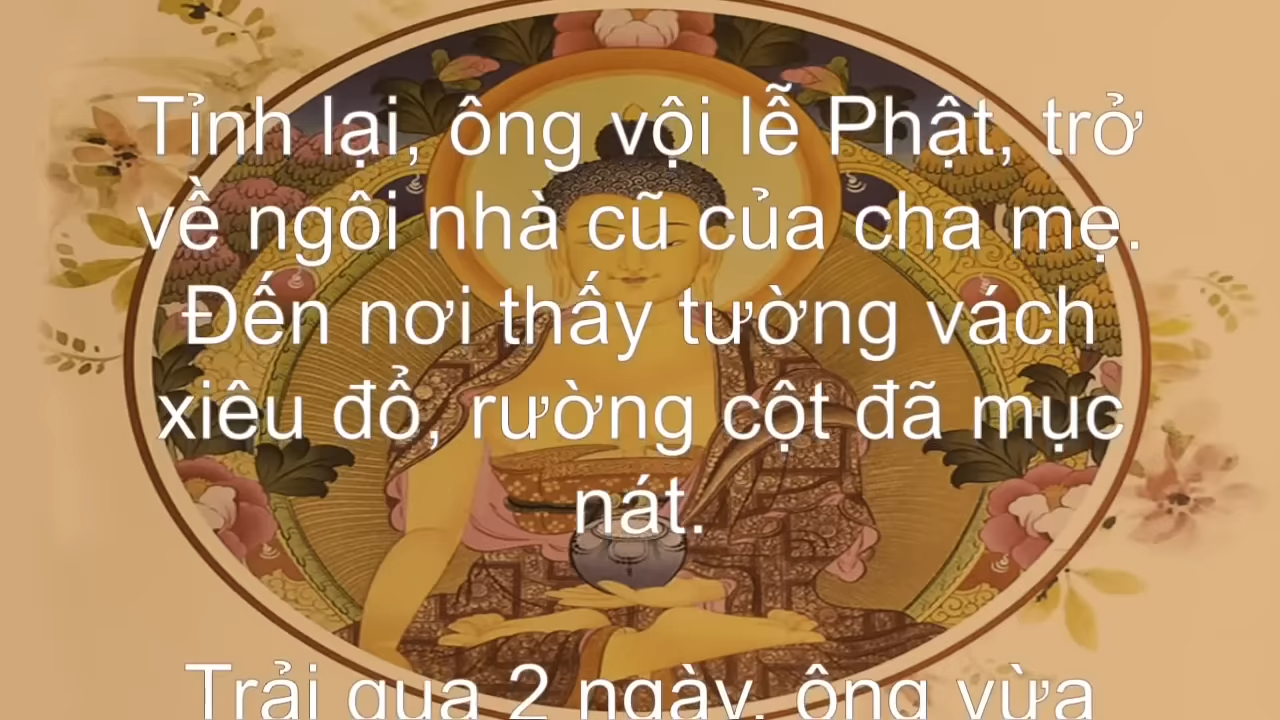 Tỉnh lại, ông vội lễ Phật, trở
về ngôi nhà cũ của cha mẹ.
Đến nơi thấy tường vách
xiêu đổ, rường cột đã mục
nát.
Trải qua 2 ngày, ông vừa